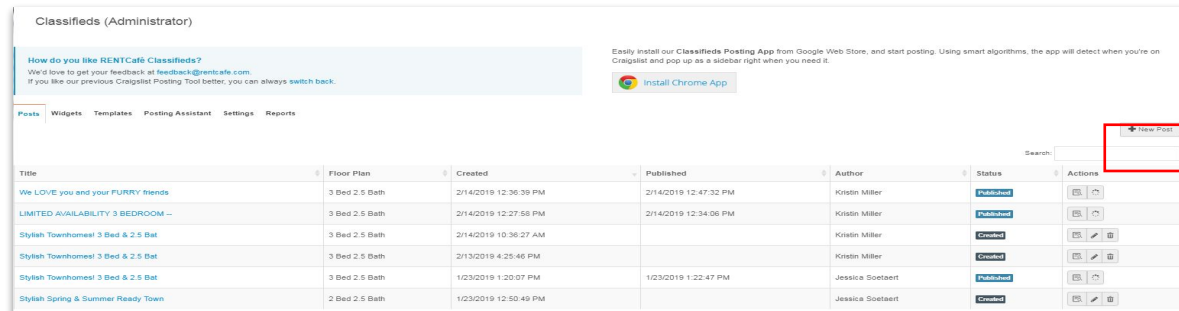 Classifieds (Administrator)
How do you like RENTCafé Classifieds?
We'd love to get your feedback at feedback@rentcafe.com.
If you like our previous Craigslist Posting Tool better, you can always switch back.
Easily install our Classifieds Posting App from Google Web Store, and start posting. Using smart algorithms, the app will detect when you're on
Craigslist and pop up as a sidebar right when you need it.
Install Chrome App
Posts Widgets Templates Posting Assistant Settings Reports
New Post
Search:
Title Floor Plan Created Published Author Status Actions
We LOVE you and your FURRY friends 3 Bed 2.5 Bath 2/14/2019 12:36:39 PM 2/14/2019 12:47:32 PM Kristin Miller Published
LIMITED AVAILABILITY 3 BEDROOM -- 3 Bed 2.5 Bath 2/14/2019 12:27:58 PM 2/14/2019 12:34:06 PM Kristin Miller Published
Stylish Townhomes! 3 Bed & 2.5 Bat 3 Bed 2.5 Bath 2/14/2019 10:36:27 AM Kristin Miller Created
Stylish Townhomes! 3 Bed & 2.5 Bat 3 Bed 2.5 Bath 2/13/2019 4:25:46 PM Kristin Miller Created
Stylish Townhomes! 3 Bed & 2.5 Bat 3 Bed 2.5 Bath 1/23/2019 1:20:07 PM 1/23/2019 1:22:47 PM Jessica Soetaert Published
Stylish Spring & Summer Ready Town 2 Bed 2.5 Bath 1/23/2019 12:50:49 PM Jessica Soetaert Created